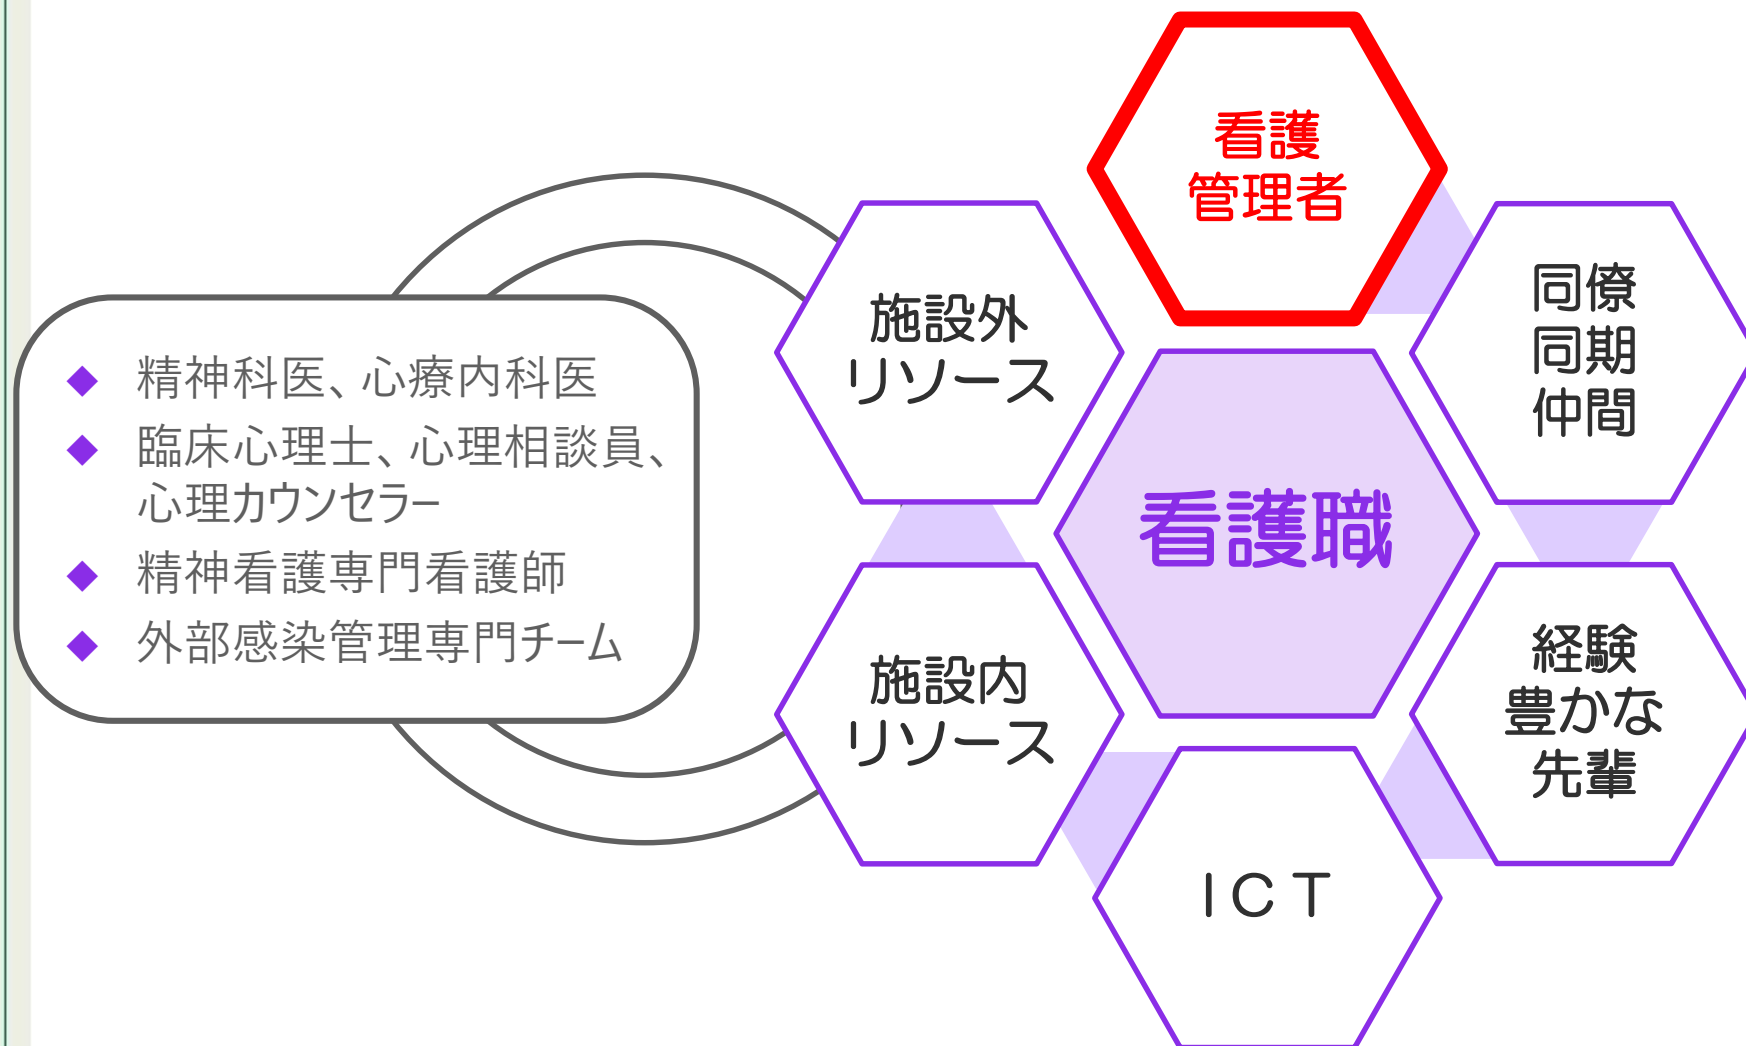 看護
管理者
同僚
同期
仲間
施設外
リソース
看護職
経験
豊かな
先輩
施設内
リソース
ICT
◆ 精神科医、心療内科医
◆ 臨床心理士、心理相談員、
心理カウンセラー
◆ 精神看護専門看護師
◆ 外部感染管理専門チーム